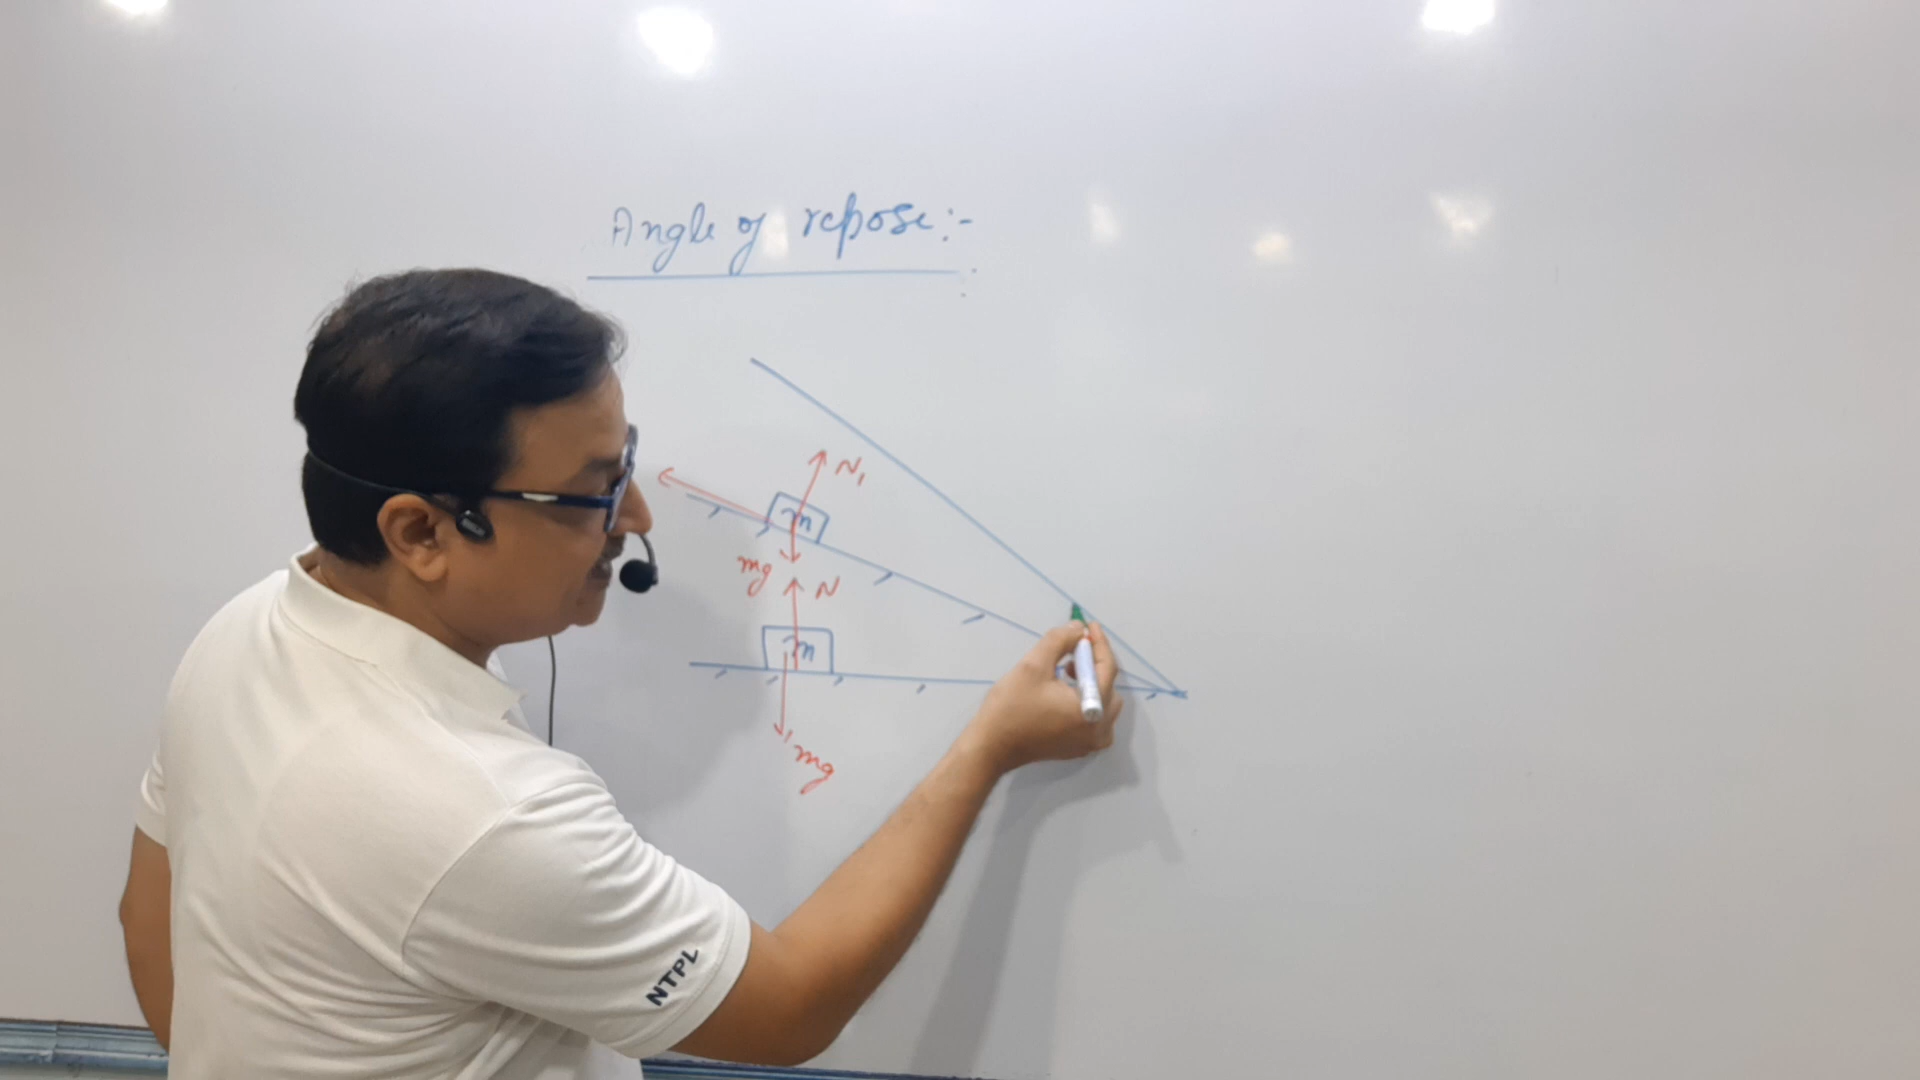 Angle of repose:-
N₁
m
mg
N
m
mg
NTPL